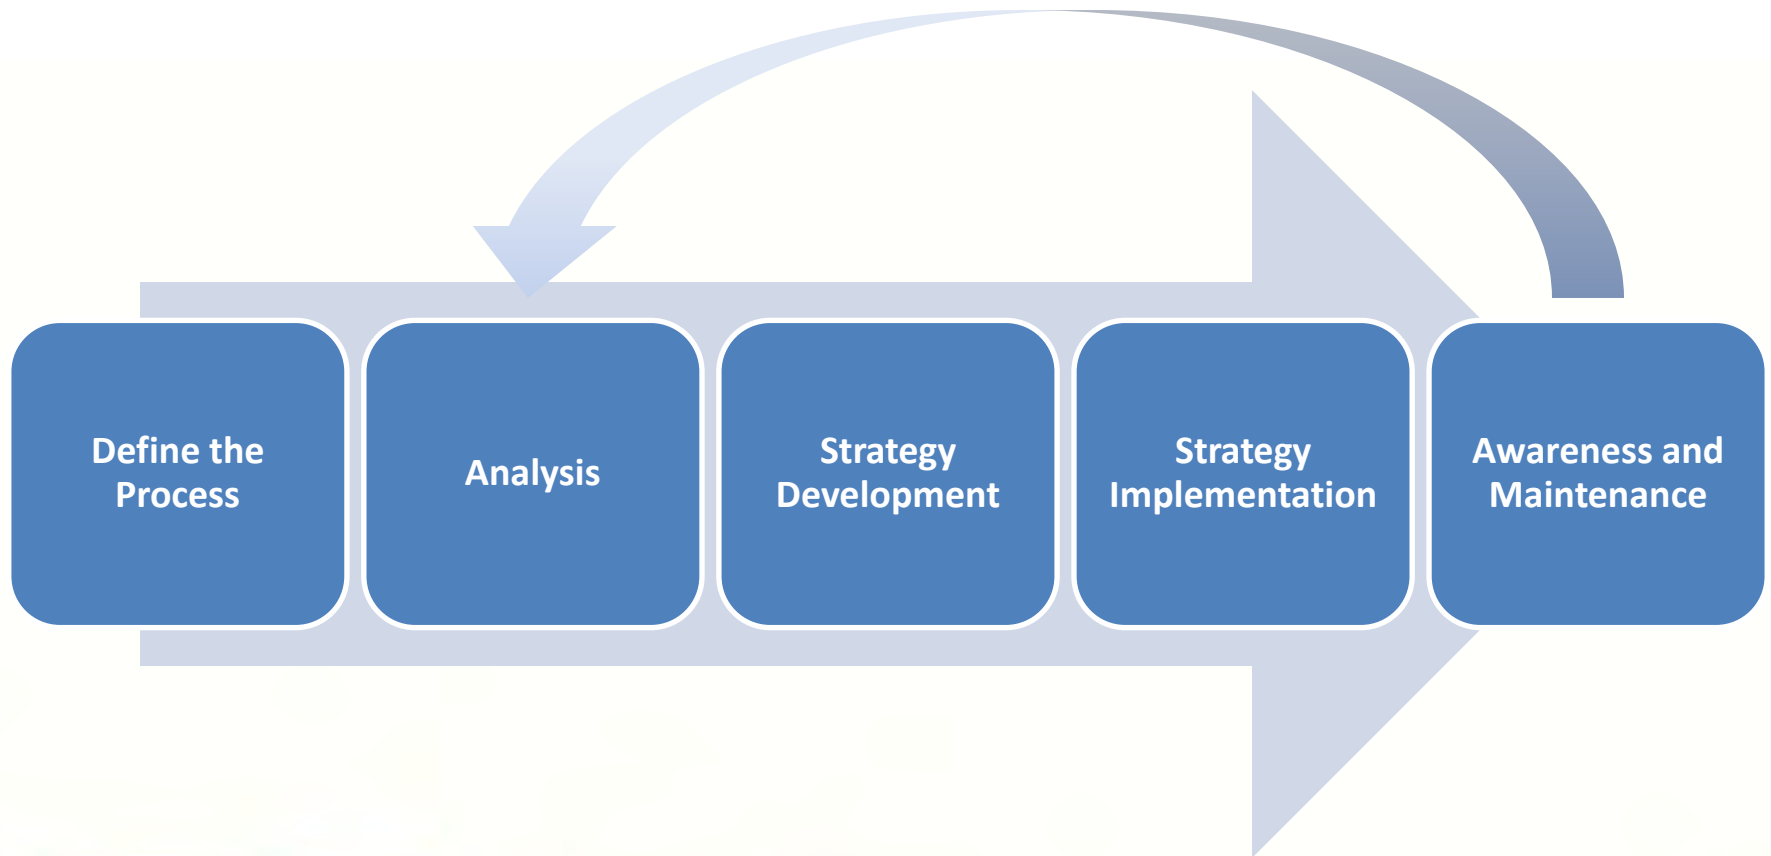 Define the
Process
Analysis
Strategy
Development
Strategy
Implementation
Awareness and
Maintenance